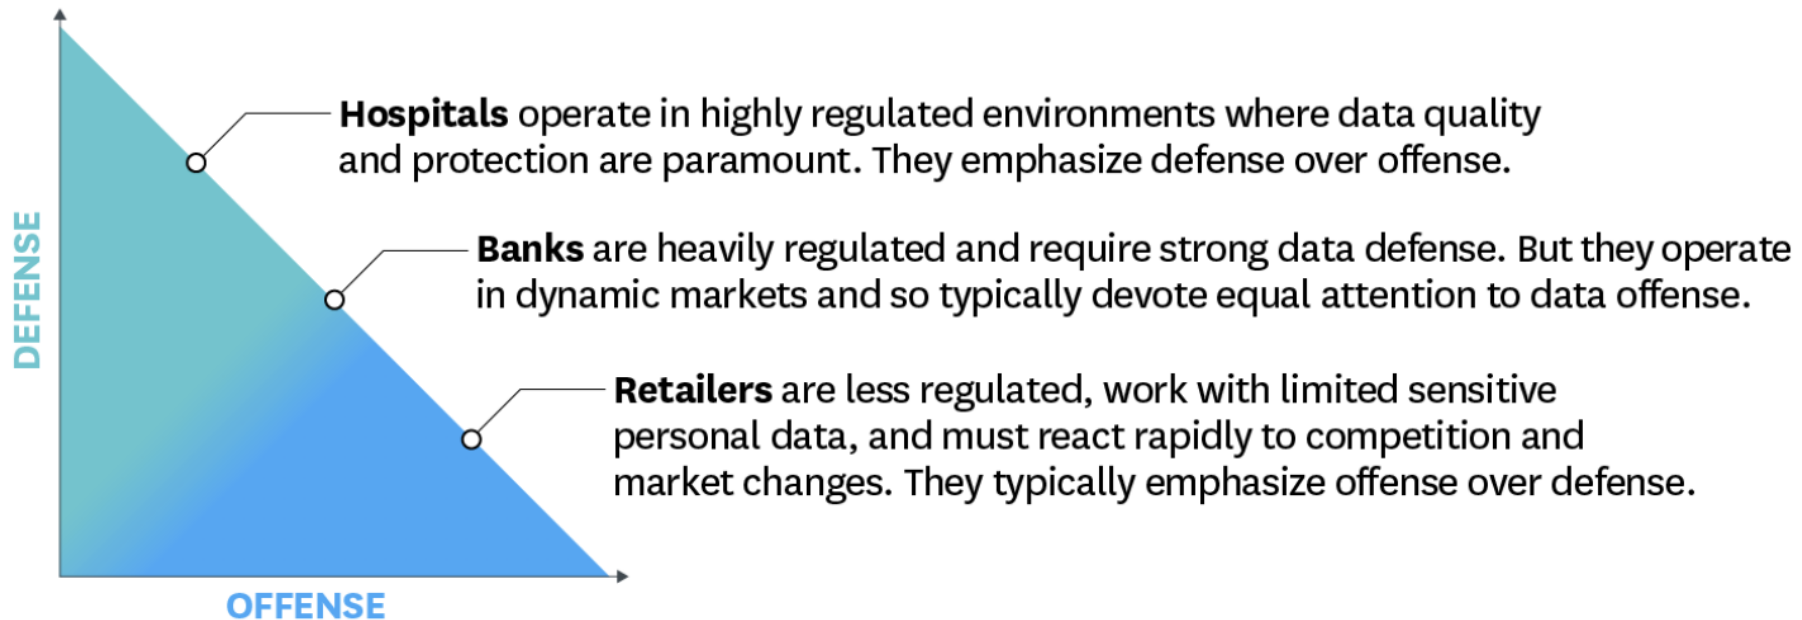 Hospitals operate in highly regulated environments where data quality
and protection are paramount. They emphasize defense over offense.
Banks are heavily regulated and require strong data defense. But they operate
in dynamic markets and so typically devote equal attention to data offense.
DEFENSE
Retailers are less regulated, work with limited sensitive
personal data, and must react rapidly to competition and
market changes. They typically emphasize offense over defense.
OFFENSE